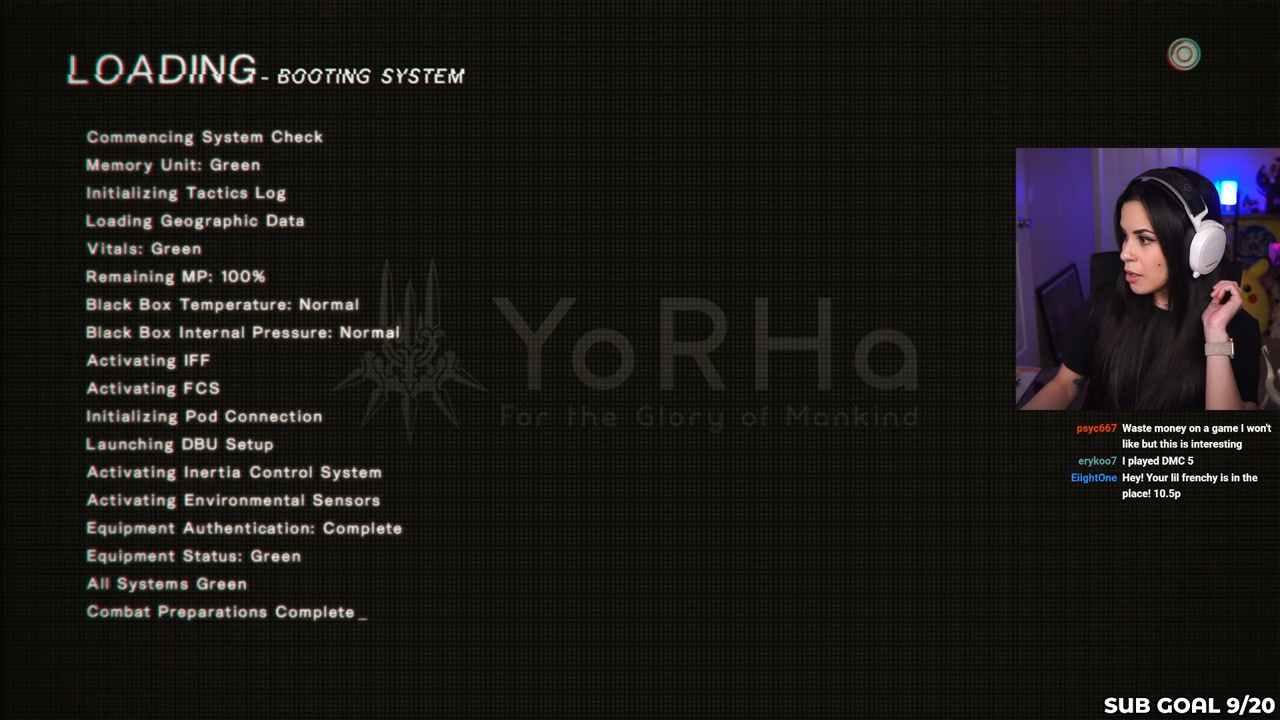 LOADING - BOOTING SYSTEM
Commencing System Check
Memory Unit: Green
Initializing Tactics Log
Loading Geographic Data
Vitals: Green
Remaining MP: 100%
Black Box Temperature: Normal
Black Box Internal Pressure: Normal
Activating IFF
Activating FCS
Initializing Pod Connection
Launching DBU Setup
Activating Inertia Control System
Activating Environmental Sensors
Equipment Authentication: Complete
Equipment Status: Green
All Systems Green
Combat Preparations Complete _
YoRHa
For the Glory of Mankind
psyc667 Waste money on a game I won't
like but this is interesting
erykoo7 I played DMC 5
EiightOne Hey! Your lil frenchy is in the
place! 10.5p
SUB GOAL 9/20